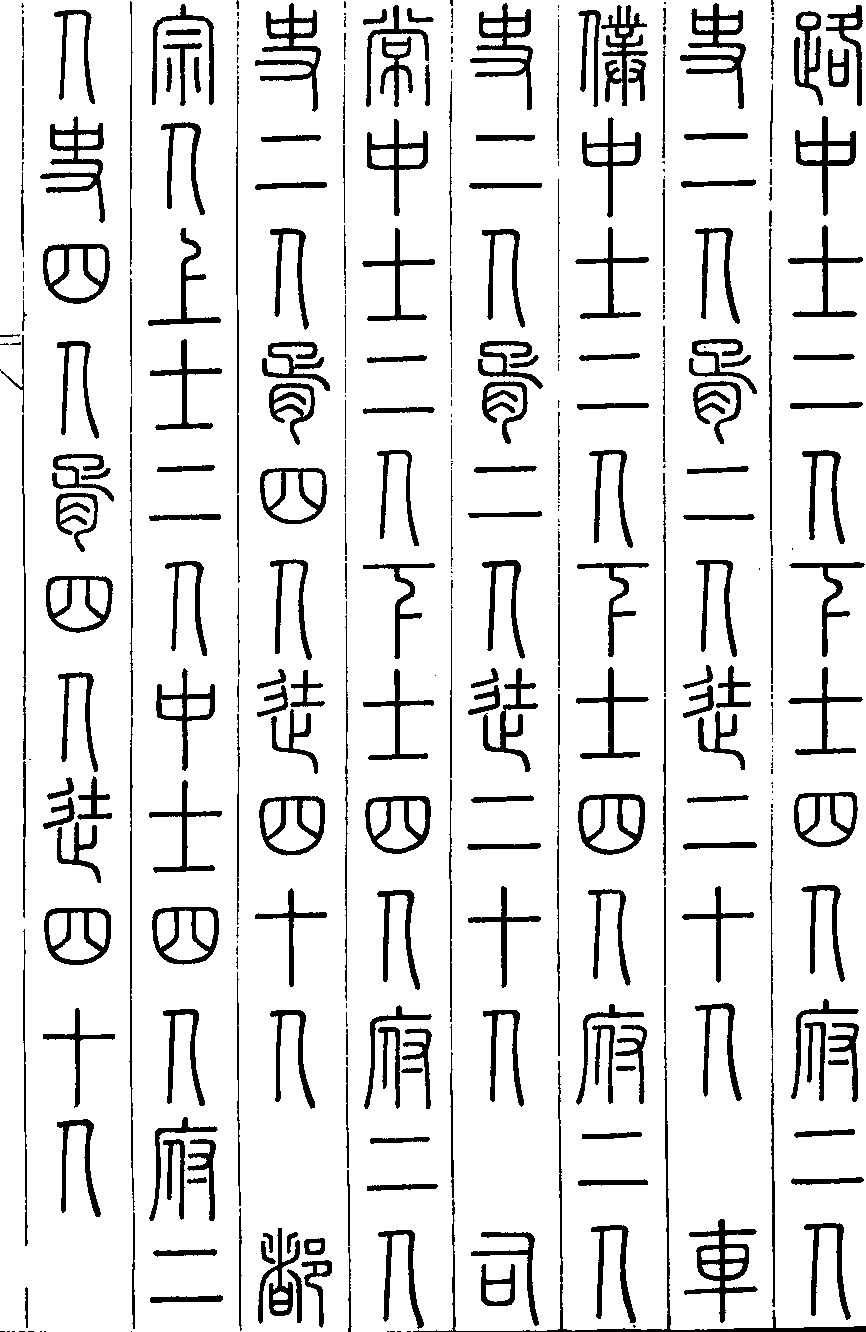 路中士二人下士四人府二人
史二人胥二人徒二十人 車
僕中士二人下士四人府二人
史二人胥二人徒二十人 司
常中士二人下士四人府二人
史二人胥四人徒四十人 都
宗人上士二人中士四人府二
人史四人胥四人徒四十人